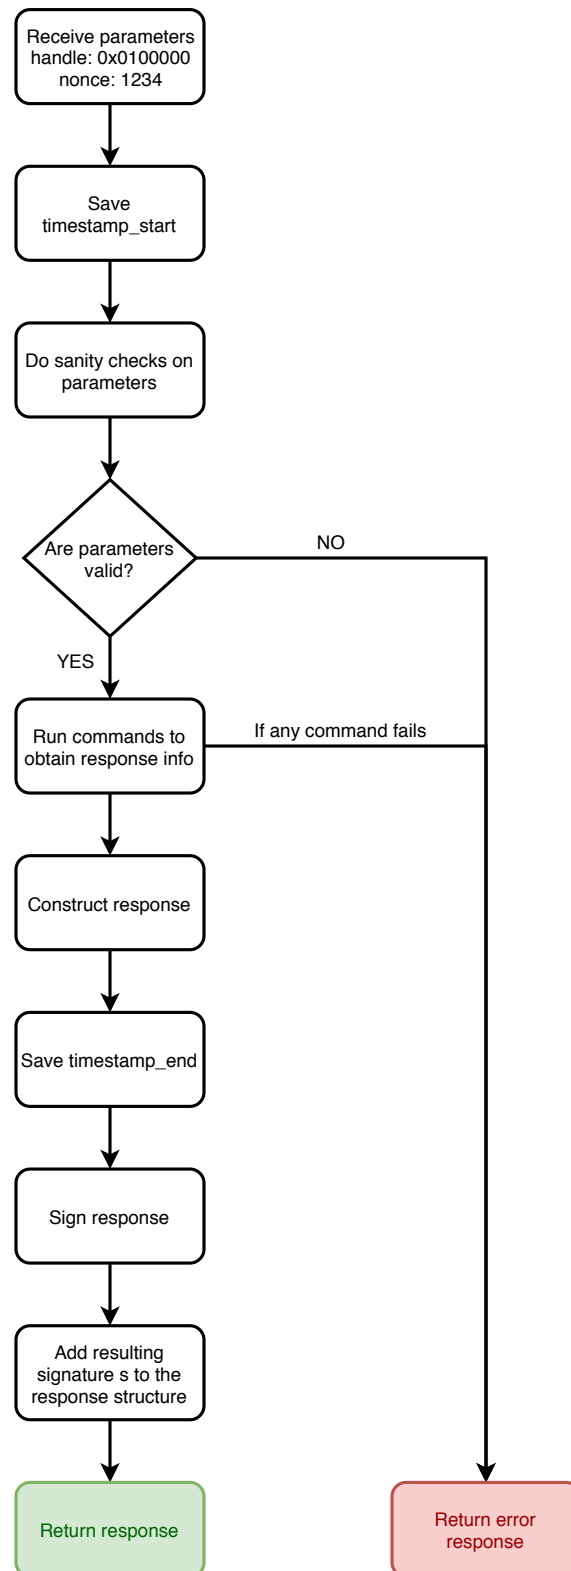 Receive parameters
handle: 0x0100000
nonce: 1234
Save
timestamp_start
Do sanity checks on
parameters
Are parameters
valid?
NO
YES
Run commands to
obtain response info
If any command fails
Construct response
Save timestamp_end
Sign response
Add resulting
signature s to the
response structure
Return response
Return error
response